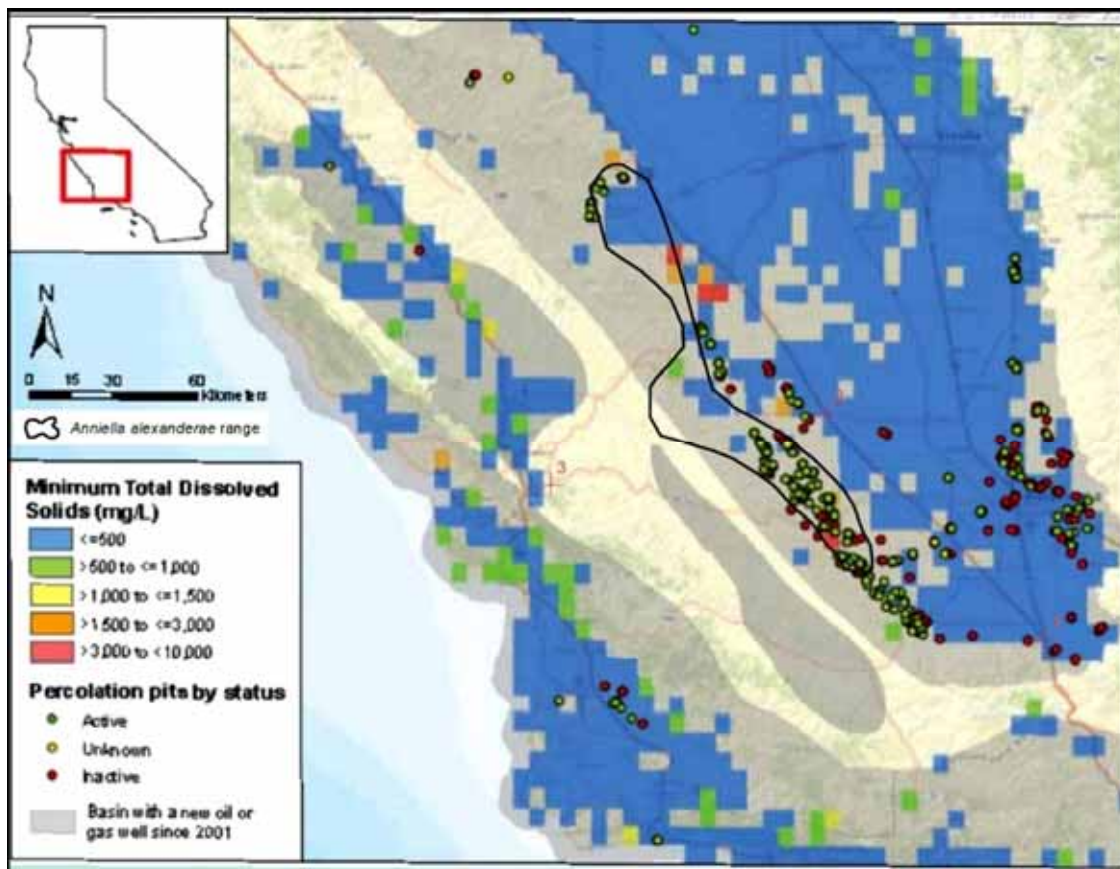 N
0 15 30 60
Kilometers
Anniella alexanderae range
Minimum Total Dissolved
Solids (mg/L)
<=500
>500 to <=1,000
>1,000 to <=1,500
>1,500 to <=3,000
>3,000 to <10,000
Percolation pits by status
Active
Unknown
Inactive
Basin with a new oil or
gas well since 2001
3